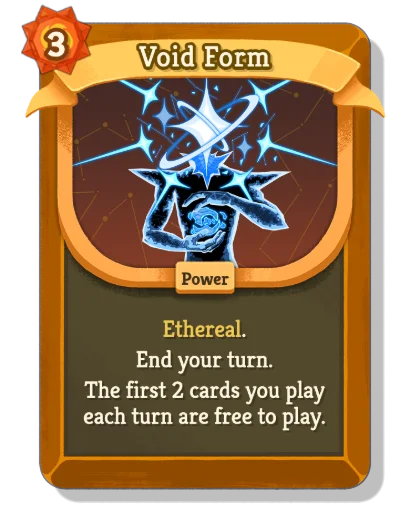 3
Void Form
Power
Ethereal.
End your turn.
The first 2 cards you play
each turn are free to play.